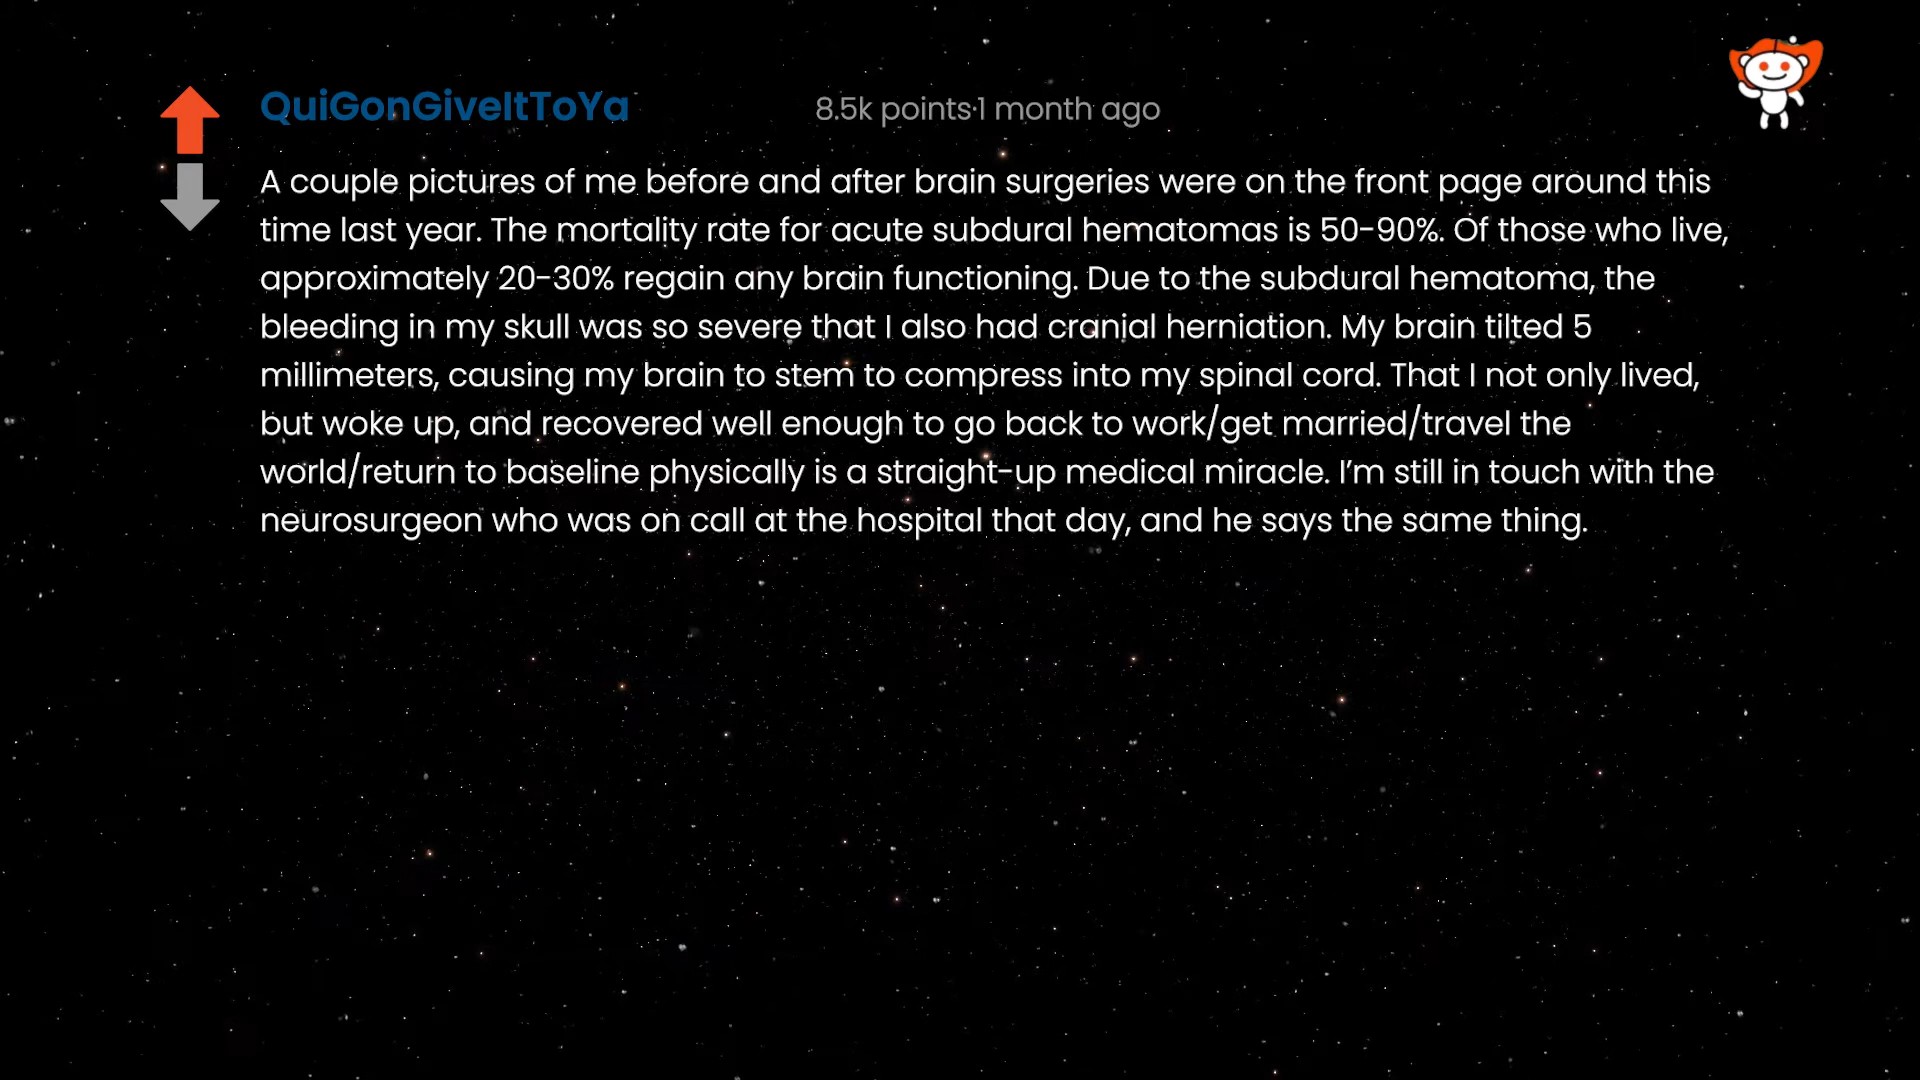 QuiGonGiveItToYa 8.5k points·1 month ago
A couple pictures of me before and after brain surgeries were on the front page around this
time last year. The mortality rate for acute subdural hematomas is 50-90%. Of those who live,
approximately 20-30% regain any brain functioning. Due to the subdural hematoma, the
bleeding in my skull was so severe that I also had cranial herniation. My brain tilted 5
millimeters, causing my brain to stem to compress into my spinal cord. That I not only lived,
but woke up, and recovered well enough to go back to work/get married/travel the
world/return to baseline physically is a straight-up medical miracle. I’m still in touch with the
neurosurgeon who was on call at the hospital that day, and he says the same thing.